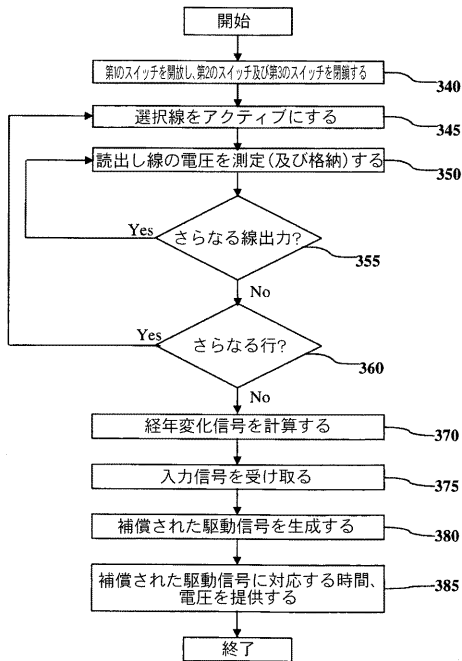 開始
第1のスイッチを開放し、第2のスイッチ及び第3のスイッチを閉鎖する
340
選択線をアクティブにする
345
読出し線の電圧を測定(及び格納)する
350
さらなる線出力?
Yes
355
No
さらなる行?
Yes
360
No
経年変化信号を計算する
370
入力信号を受け取る
375
補償された駆動信号を生成する
380
補償された駆動信号に対応する時間、
電圧を提供する
385
終了